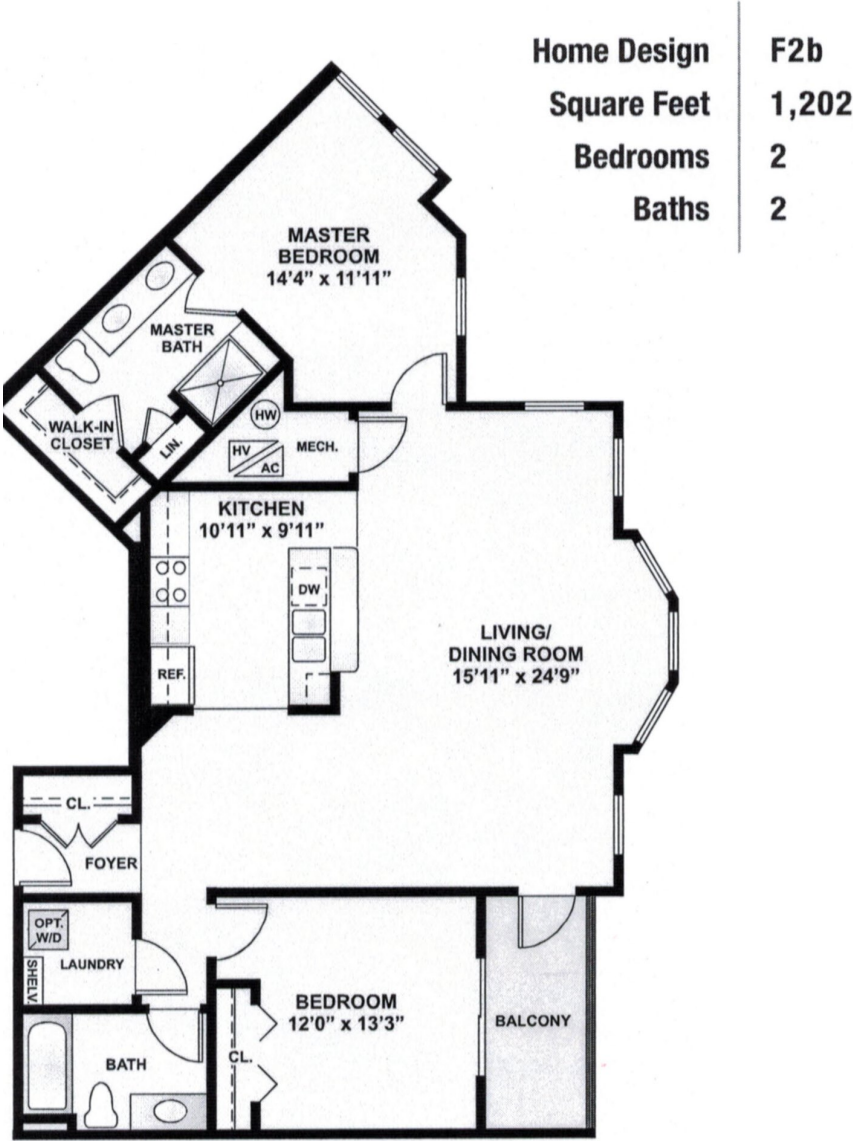 Home Design F2b
Square Feet 1,202
Bedrooms 2
Baths 2
MASTER
BEDROOM
14'4" x 11'11"
MASTER
BATH
WALK-IN
CLOSET
LIN.
HW
HV
AC
MECH.
KITCHEN
10'11" x 9'11"
DW
REF.
LIVING/
DINING ROOM
15'11" x 24'9"
CL.
FOYER
OPT.
W/D
SHELV.
LAUNDRY
BEDROOM
12'0" x 13'3"
BALCONY
CL.
BATH